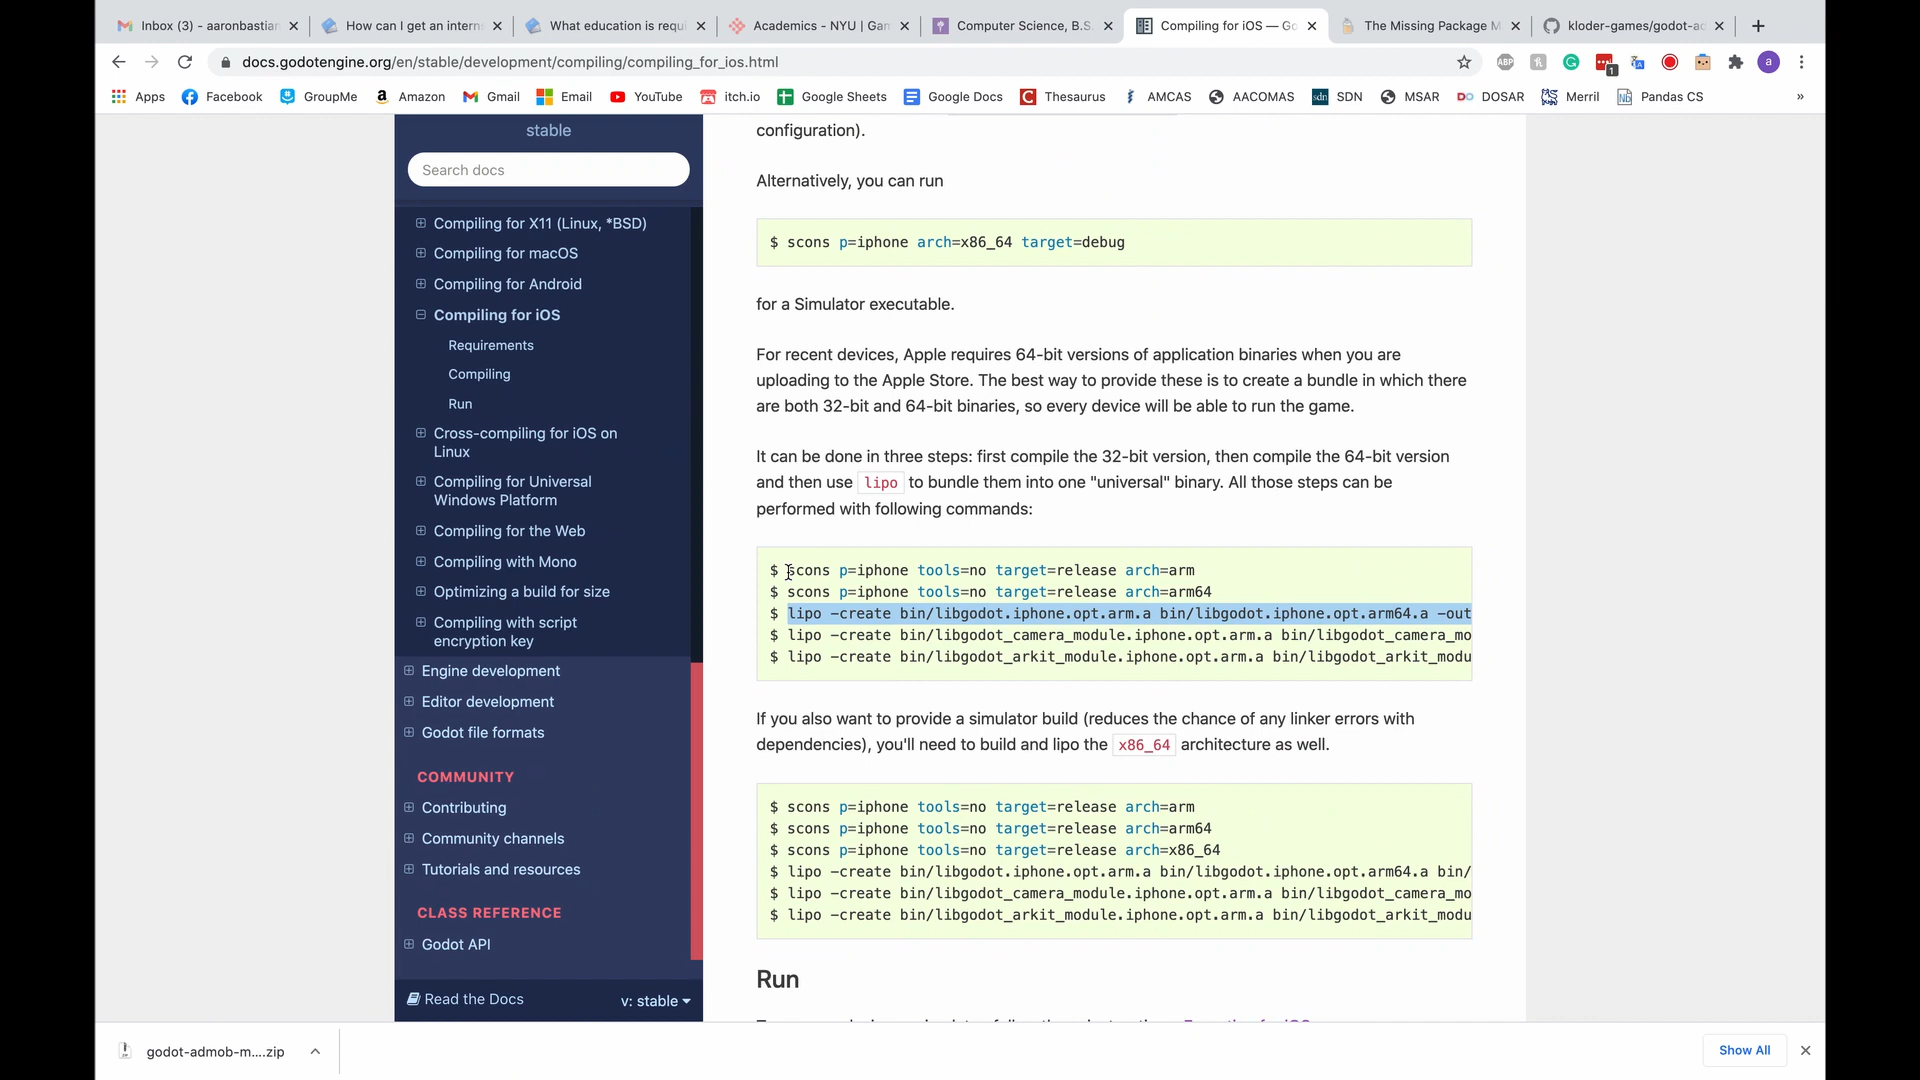 Inbox (3) - aaronbastian
How can I get an intern
What education is requi
Academics - NYU | Gam
Computer Science, B.S.
Compiling for iOS — Go
The Missing Package M
kloder-games/godot-ad
docs.godotengine.org/en/stable/development/compiling/compiling_for_ios.html
ABP
1
a
Apps
Facebook
GroupMe
Amazon
Gmail
Email
YouTube
itch.io
Google Sheets
Google Docs
Thesaurus
AMCAS
AACOMAS
sdn
SDN
MSAR
DO
DOSAR
Merril
Pandas CS
»
stable
Search docs
Compiling for X11 (Linux, *BSD)
Compiling for macOS
Compiling for Android
Compiling for iOS
Requirements
Compiling
Run
Cross-compiling for iOS on
Linux
Compiling for Universal
Windows Platform
Compiling for the Web
Compiling with Mono
Optimizing a build for size
Compiling with script
encryption key
Engine development
Editor development
Godot file formats
COMMUNITY
Contributing
Community channels
Tutorials and resources
CLASS REFERENCE
Godot API
Read the Docs
v: stable
configuration).
Alternatively, you can run
$ scons p=iphone arch=x86_64 target=debug
for a Simulator executable.
For recent devices, Apple requires 64-bit versions of application binaries when you are
uploading to the Apple Store. The best way to provide these is to create a bundle in which there
are both 32-bit and 64-bit binaries, so every device will be able to run the game.
It can be done in three steps: first compile the 32-bit version, then compile the 64-bit version
and then use lipo to bundle them into one "universal" binary. All those steps can be
performed with following commands:
$ scons p=iphone tools=no target=release arch=arm
$ scons p=iphone tools=no target=release arch=arm64
$ lipo -create bin/libgodot.iphone.opt.arm.a bin/libgodot.iphone.opt.arm64.a -out
$ lipo -create bin/libgodot_camera_module.iphone.opt.arm.a bin/libgodot_camera_mo
$ lipo -create bin/libgodot_arkit_module.iphone.opt.arm.a bin/libgodot_arkit_modu
If you also want to provide a simulator build (reduces the chance of any linker errors with
dependencies), you'll need to build and lipo the x86_64 architecture as well.
$ scons p=iphone tools=no target=release arch=arm
$ scons p=iphone tools=no target=release arch=arm64
$ scons p=iphone tools=no target=release arch=x86_64
$ lipo -create bin/libgodot.iphone.opt.arm.a bin/libgodot.iphone.opt.arm64.a bin/
$ lipo -create bin/libgodot_camera_module.iphone.opt.arm.a bin/libgodot_camera_mo
$ lipo -create bin/libgodot_arkit_module.iphone.opt.arm.a bin/libgodot_arkit_modu
Run
godot-admob-m....zip
Show All